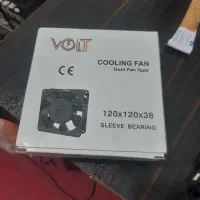 VOLT
COOLING FAN
Duct Fan Type
CE
120x120x38
SLEEVE BEARING